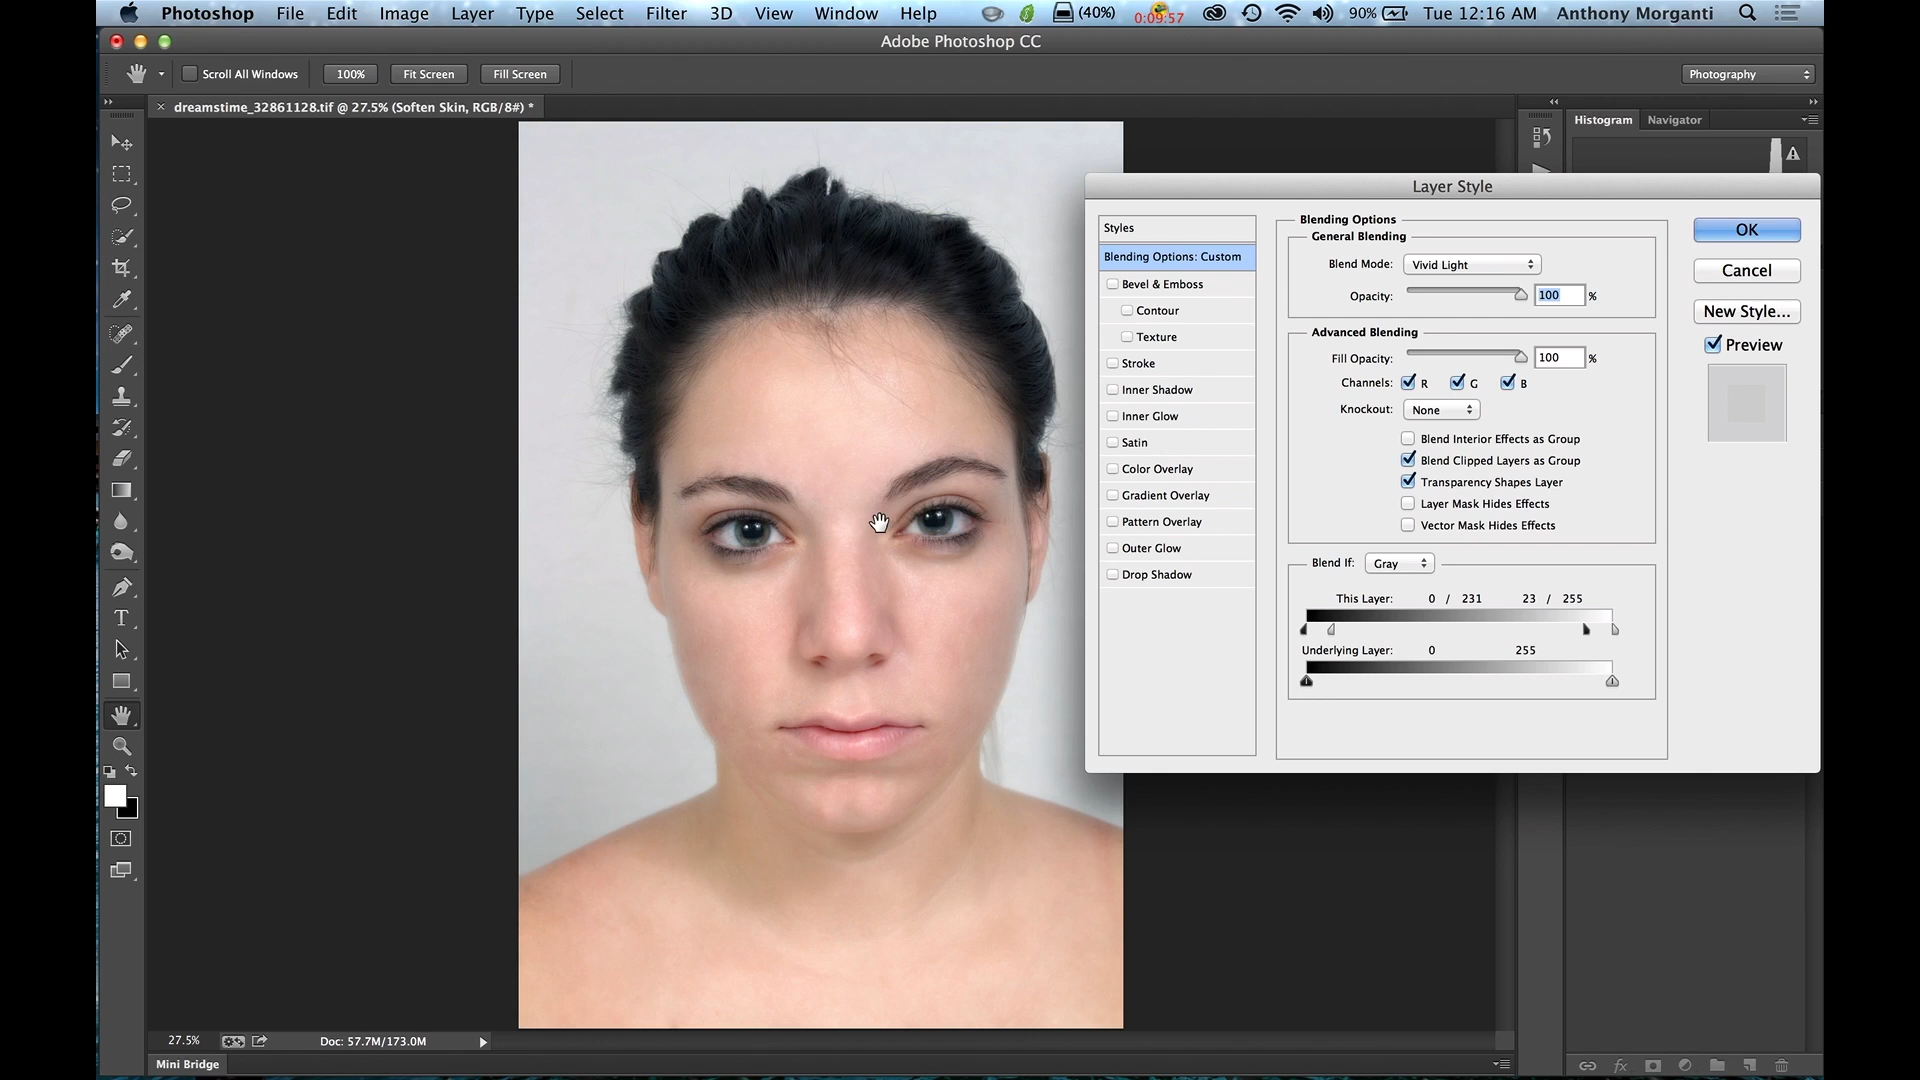 Photoshop File Edit Image Layer Type Select Filter 3D View Window Help (40%) 0:09:57 90% Tue 12:16 AM Anthony Morganti
Adobe Photoshop CC
Scroll All Windows 100% Fit Screen Fill Screen Photography
dreamstime_32861128.tif @ 27.5% (Soften Skin, RGB/8#) *
Histogram Navigator
Layer Style
Styles
Blending Options: Custom
Bevel & Emboss
Contour
Texture
Stroke
Inner Shadow
Inner Glow
Satin
Color Overlay
Gradient Overlay
Pattern Overlay
Outer Glow
Drop Shadow
Blending Options
General Blending
Blend Mode: Vivid Light
Opacity: 100 %
Advanced Blending
Fill Opacity: 100 %
Channels: R G B
Knockout: None
Blend Interior Effects as Group
Blend Clipped Layers as Group
Transparency Shapes Layer
Layer Mask Hides Effects
Vector Mask Hides Effects
Blend If: Gray
This Layer: 0 / 231 23 / 255
Underlying Layer: 0 255
OK
Cancel
New Style...
Preview
27.5% Doc: 57.7M/173.0M
Mini Bridge